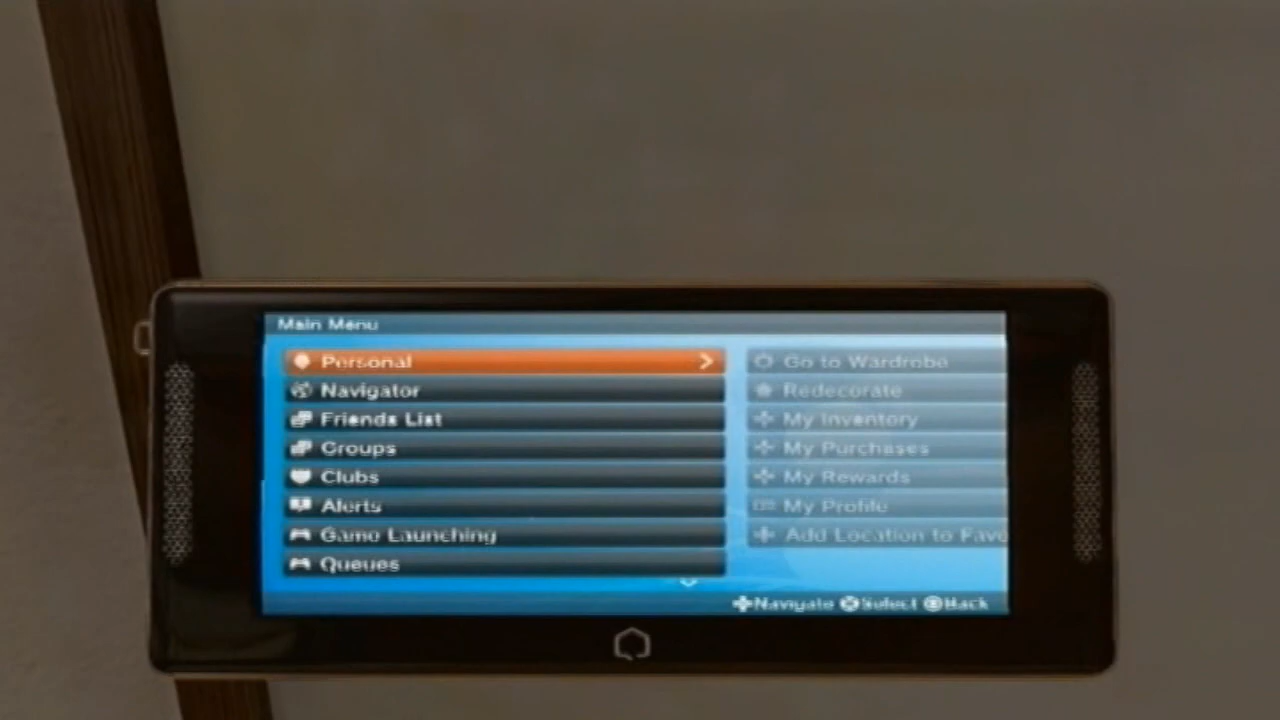 Main Menu
Personal
Navigator
Friends List
Groups
Clubs
Alerts
Game Launching
Queues
Go to Wardrobe
Redecorate
My Inventory
My Purchases
My Rewards
My Profile
Add Location to Favo
Navigate Select Back